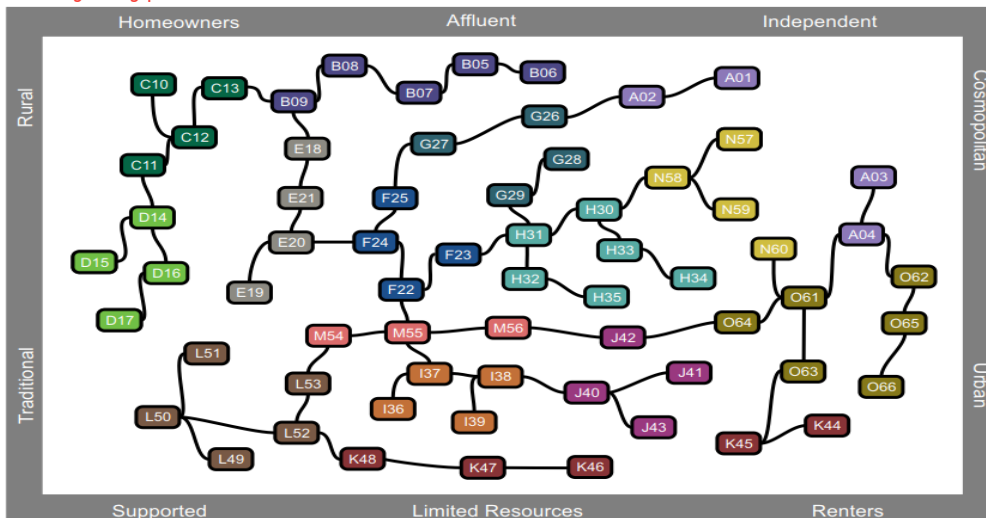 Homeowners Affluent Independent
Rural
Cosmopolitan
B08 B05 B06
A01
C10 C13 B09 B07 A02
G26
C12 E18 G27 N57
C11 G28 N58 A03
E21 F25 G29
D14 H30 N59
E20 F24 H31 A04
D15 D16 F23 H33 N60
E19 F22 H32 H34 O62
H35 O61
D17 O64 O65
M54 M55 M56 J42
L51
L53 I37 I38 J41 O63
J40 O66
I36 I39
L50 L52 J43 K44
K45
L49 K48 K47 K46
Traditional
Urban
Supported Limited Resources Renters